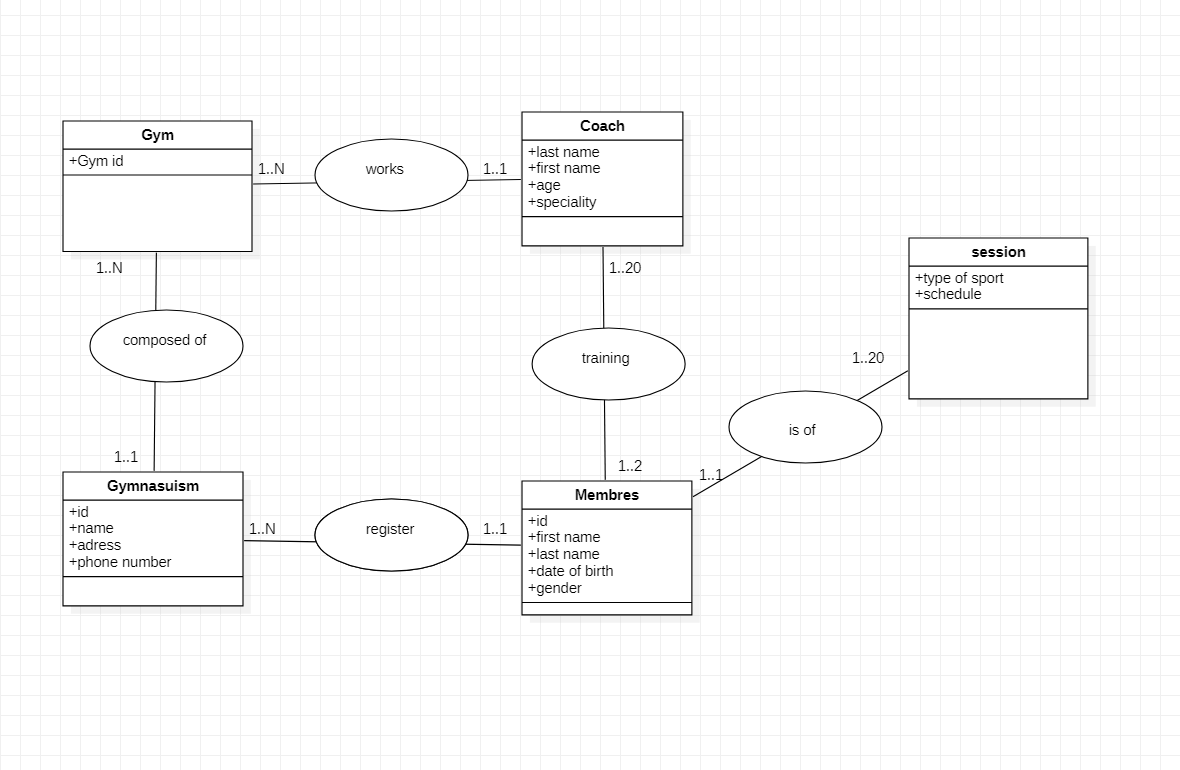 Gym
+Gym id
1..N
works
1..1
Coach
+last name
+first name
+age
+speciality
1..N
composed of
1..1
1..20
training
1..2
session
+type of sport
+schedule
1..20
is of
1..1
Gymnasuism
+id
+name
+adress
+phone number
1..N
register
1..1
Membres
+id
+first name
+last name
+date of birth
+gender